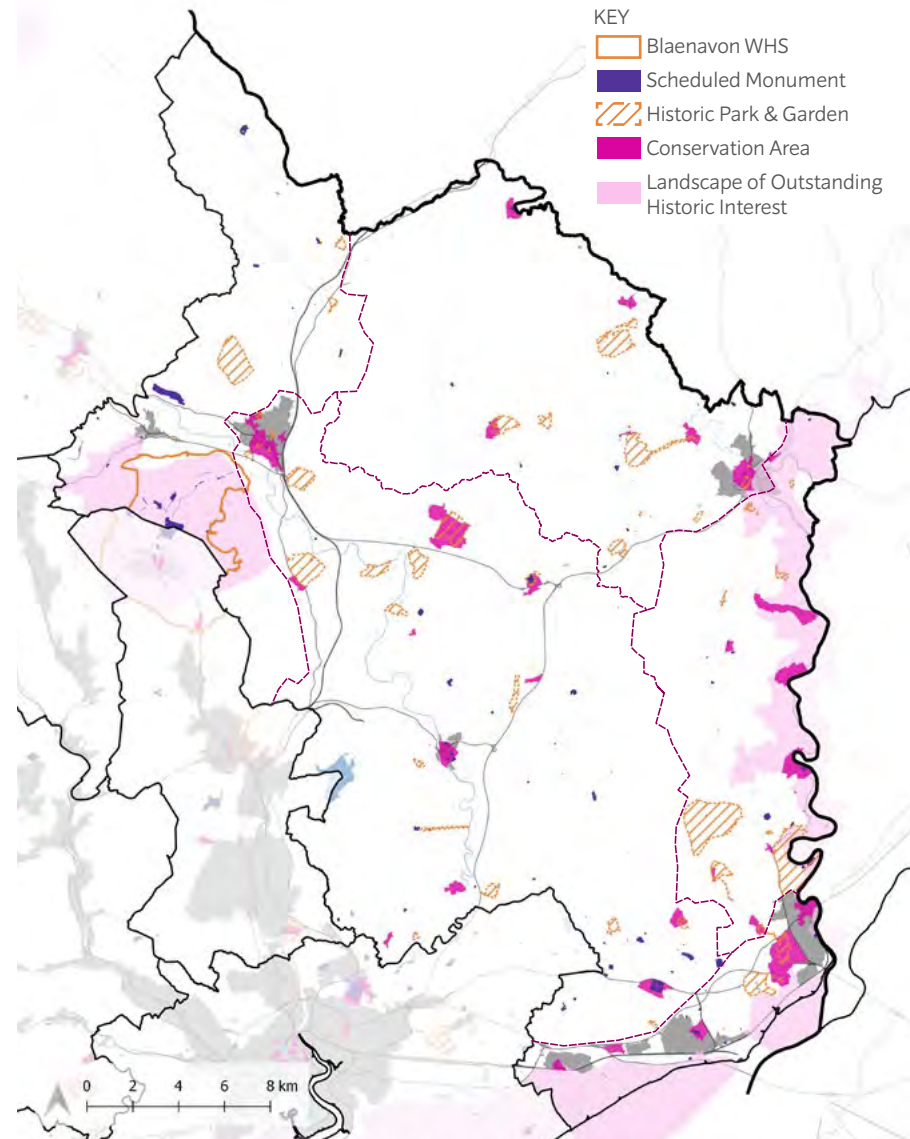 KEY
Blaenavon WHS
Scheduled Monument
Historic Park & Garden
Conservation Area
Landscape of Outstanding
Historic Interest
0 2 4 6 8 km